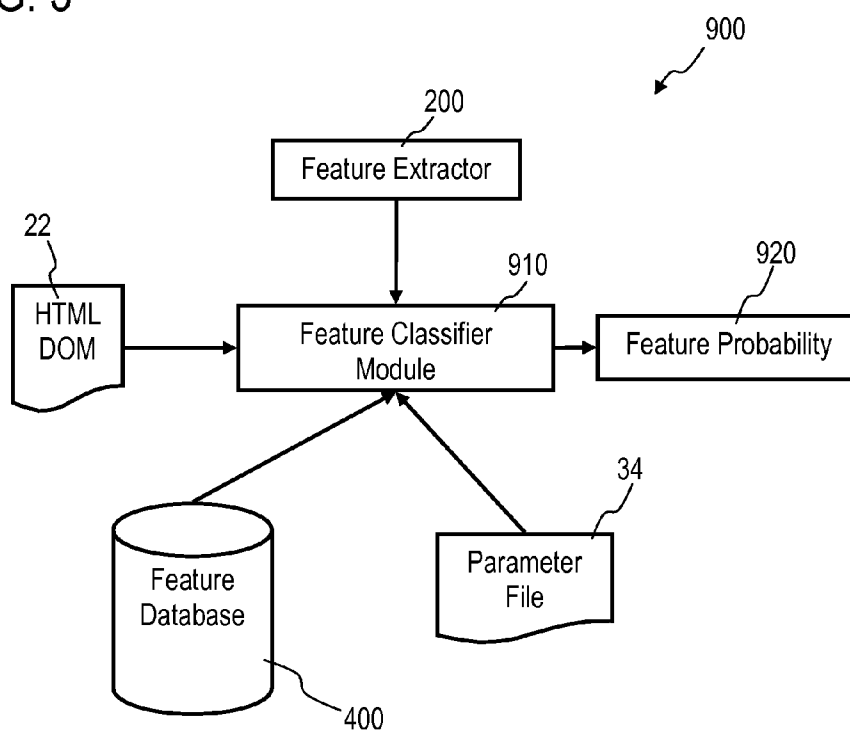 900
200
Feature Extractor
22
HTML
DOM
910
Feature Classifier
Module
920
Feature Probability
Feature
Database
400
34
Parameter
File